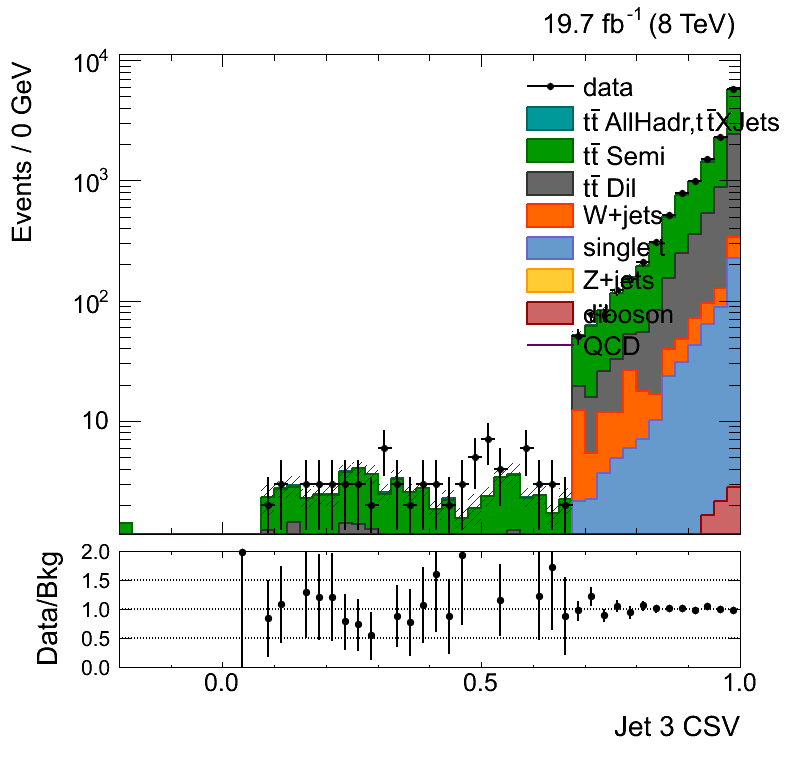 19.7 fb⁻¹ (8 TeV)
Events / 0 GeV
10⁴
10³
10²
10
data
tt̄ AllHadr,tt̄XJets
tt̄ Semi
tt̄ Dil
W+jets
single t
Z+jets
diboson
QCD
Data/Bkg
2.0
1.5
1.0
0.5
0.0
0.0 0.5 1.0
Jet 3 CSV